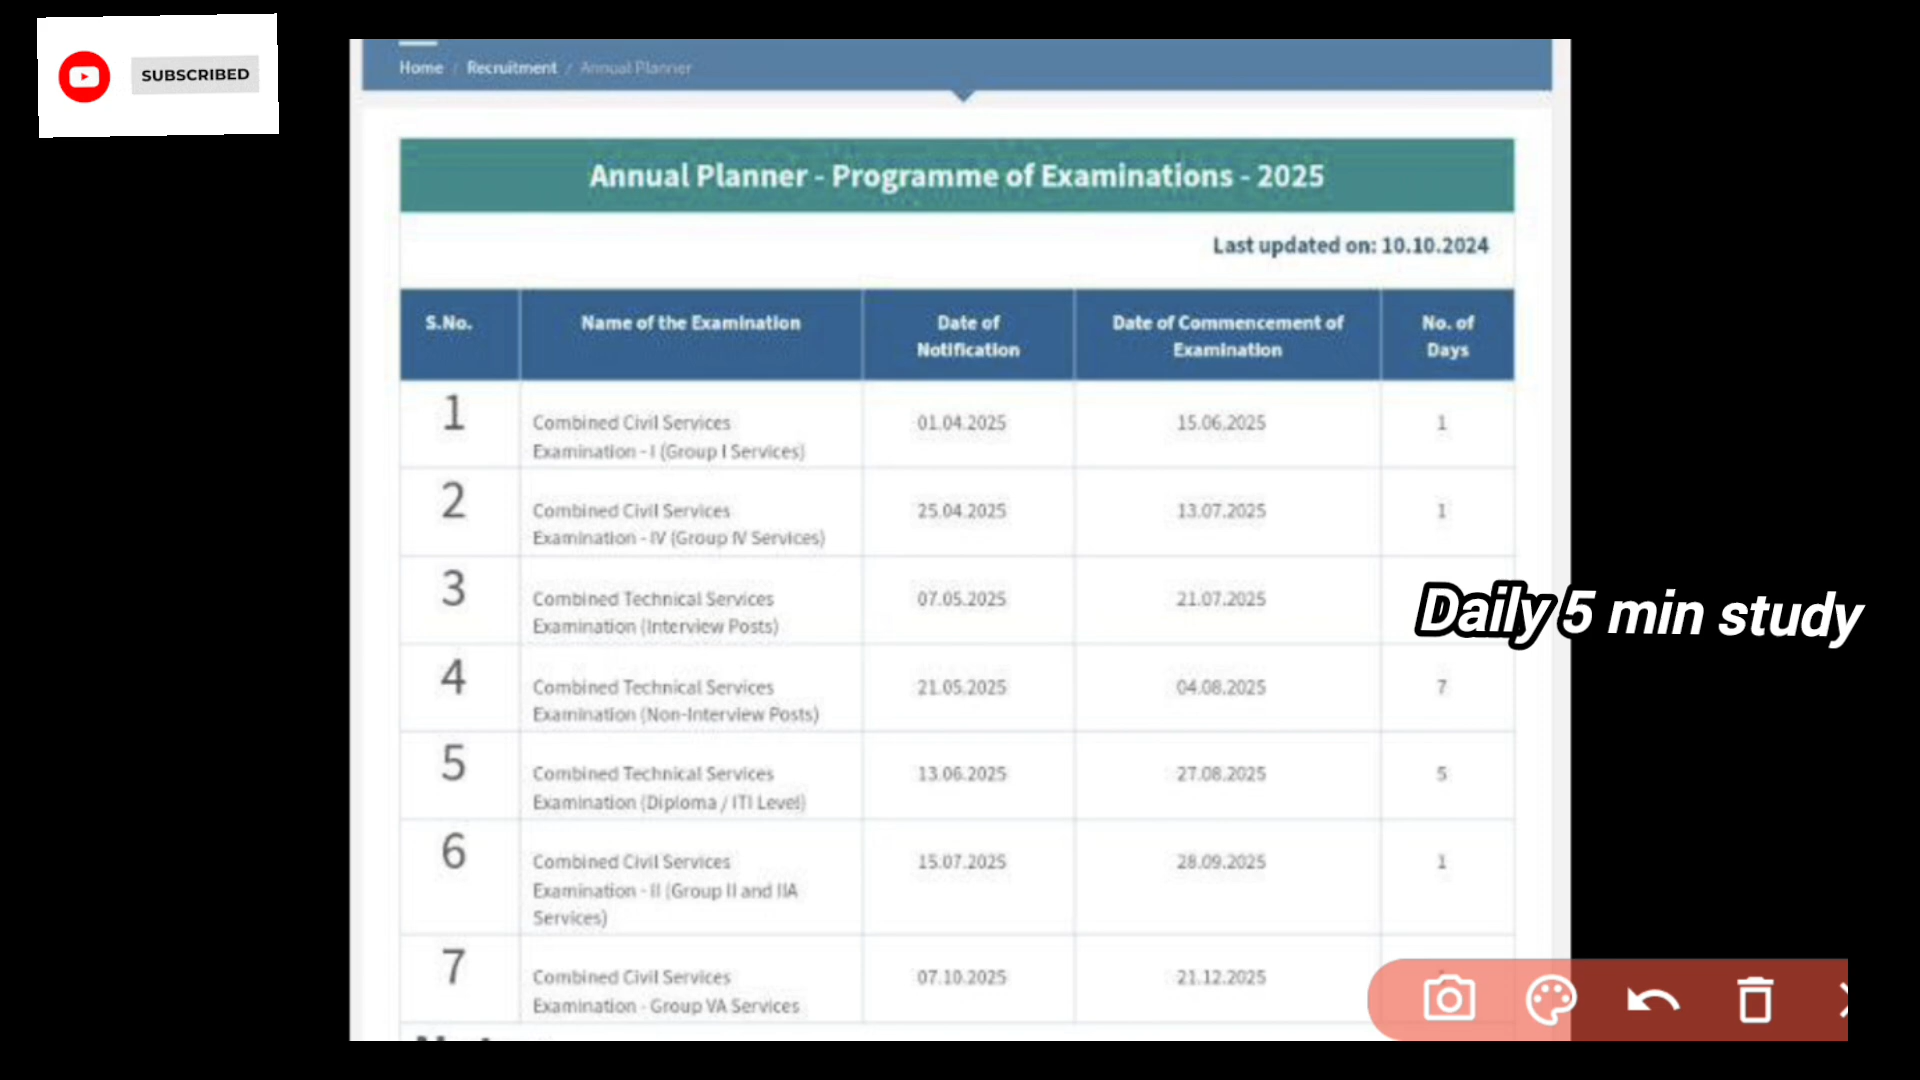 SUBSCRIBED
Home / Recruitment / Annual Planner
Annual Planner - Programme of Examinations - 2025
Last updated on: 10.10.2024
S.No.
Name of the Examination
Date of
Notification
Date of Commencement of
Examination
No. of
Days
1
Combined Civil Services
Examination - I (Group I Services)
01.04.2025
15.06.2025
1
2
Combined Civil Services
Examination - IV (Group IV Services)
25.04.2025
13.07.2025
1
3
Combined Technical Services
Examination (Interview Posts)
07.05.2025
21.07.2025
Daily 5 min study
4
Combined Technical Services
Examination (Non-Interview Posts)
21.05.2025
04.08.2025
7
5
Combined Technical Services
Examination (Diploma / ITI Level)
13.06.2025
27.08.2025
5
6
Combined Civil Services
Examination - II (Group II and IIA
Services)
15.07.2025
28.09.2025
1
7
Combined Civil Services
Examination - Group VA Services
07.10.2025
21.12.2025